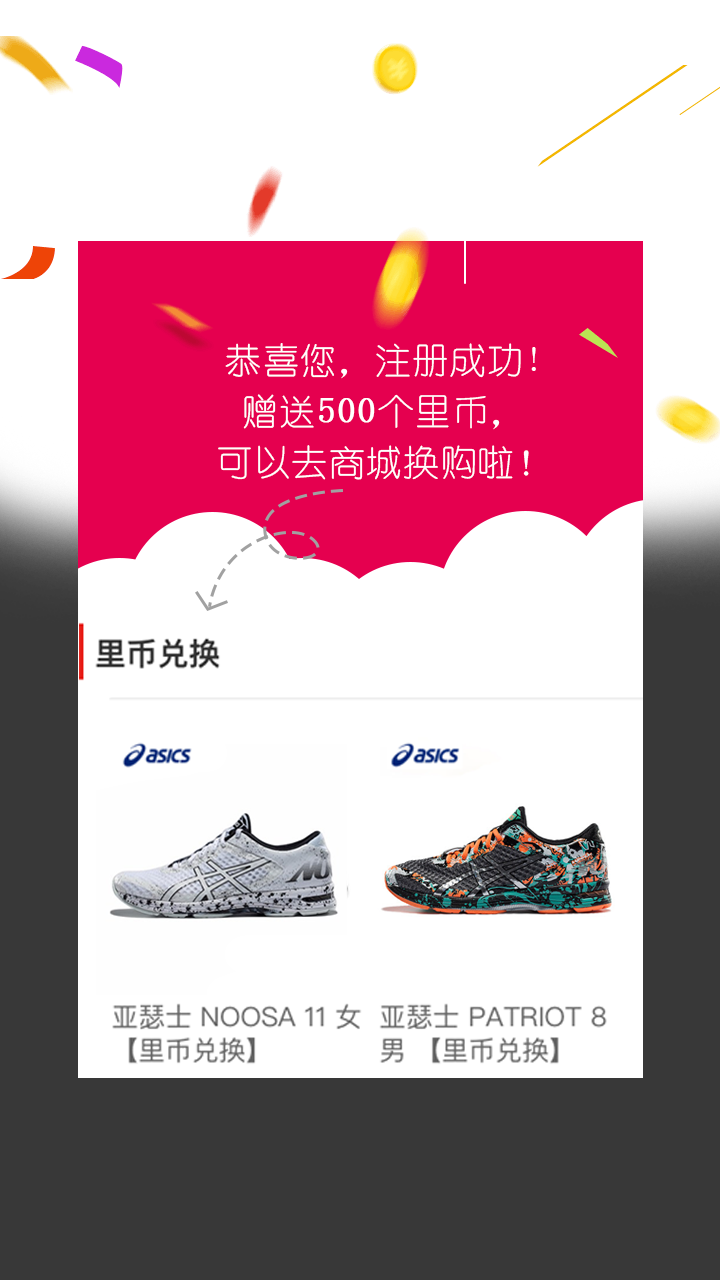 恭喜您，注册成功！
赠送500个里币，
可以去商城换购啦！
里币兑换
asics
asics
亚瑟士 NOOSA 11 女
【里币兑换】
亚瑟士 PATRIOT 8
男 【里币兑换】